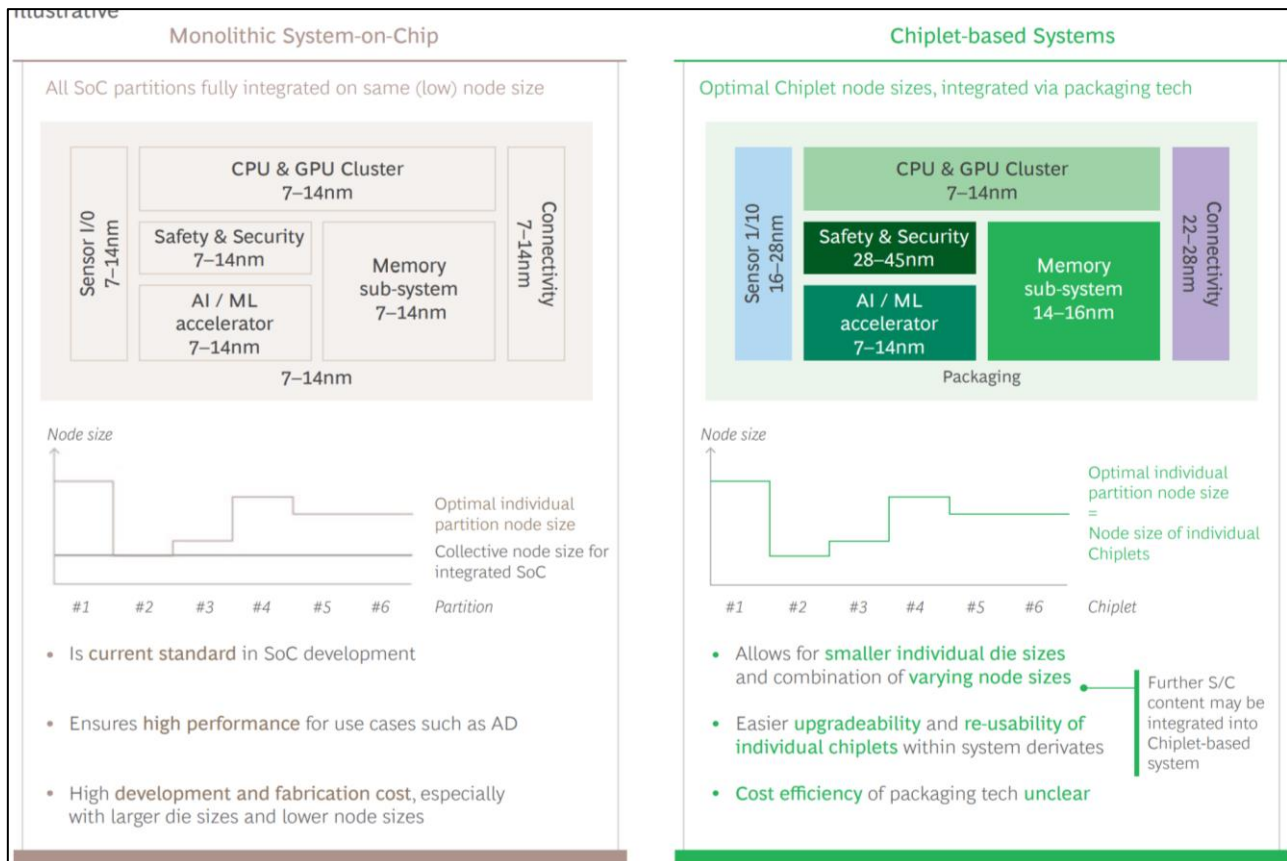 Illustrative
Monolithic System-on-Chip
All SoC partitions fully integrated on same (low) node size
Sensor I/0
7–14nm
CPU & GPU Cluster
7–14nm
Safety & Security
7–14nm
AI / ML
accelerator
7–14nm
Memory
sub-system
7–14nm
Connectivity
7–14nm
7–14nm
Node size
Optimal individual
partition node size
Collective node size for
integrated SoC
#1 #2 #3 #4 #5 #6 Partition
• Is current standard in SoC development
• Ensures high performance for use cases such as AD
• High development and fabrication cost, especially
with larger die sizes and lower node sizes
Chiplet-based Systems
Optimal Chiplet node sizes, integrated via packaging tech
Sensor 1/10
16–28nm
CPU & GPU Cluster
7–14nm
Safety & Security
28–45nm
AI / ML
accelerator
7–14nm
Memory
sub-system
14–16nm
Connectivity
22–28nm
Packaging
Node size
Optimal individual
partition node size
=
Node size of individual
Chiplets
#1 #2 #3 #4 #5 #6 Chiplet
• Allows for smaller individual die sizes
and combination of varying node sizes
• Easier upgradeability and re-usability of
individual chiplets within system derivates
• Cost efficiency of packaging tech unclear
Further S/C
content may be
integrated into
Chiplet-based
system